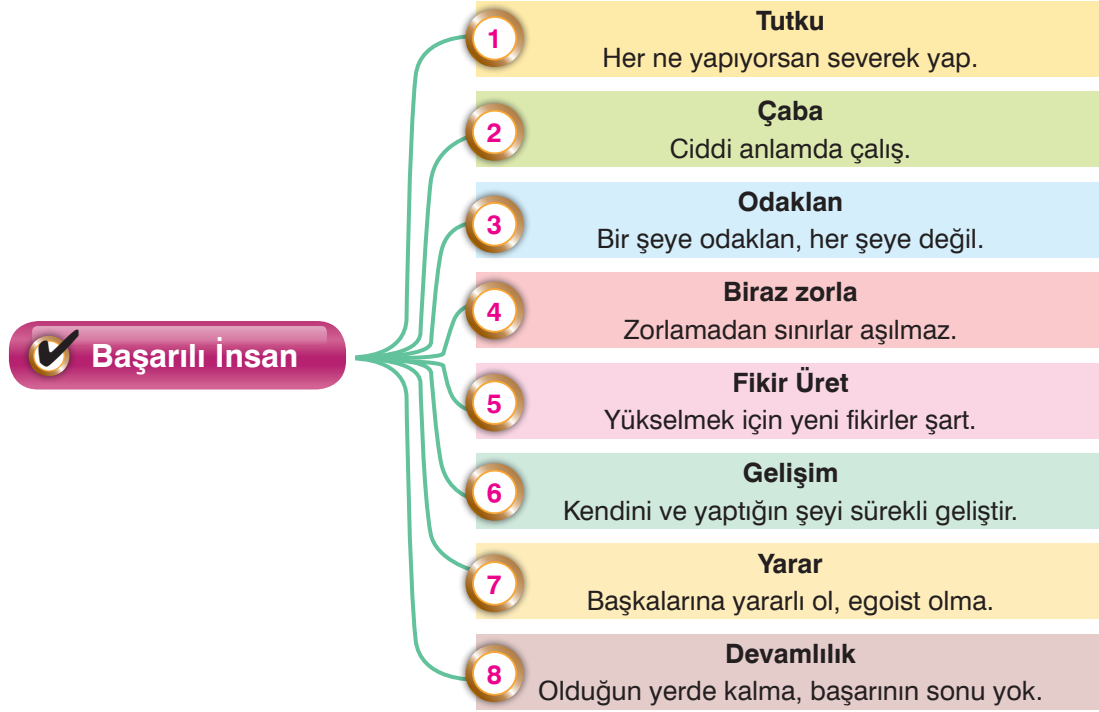 Başarılı İnsan
1
Tutku
Her ne yapıyorsan severek yap.
2
Çaba
Ciddi anlamda çalış.
3
Odaklan
Bir şeye odaklan, her şeye değil.
4
Biraz zorla
Zorlamadan sınırlar aşılmaz.
5
Fikir Üret
Yükselmek için yeni fikirler şart.
6
Gelişim
Kendini ve yaptığın şeyi sürekli geliştir.
7
Yarar
Başkalarına yararlı ol, egoist olma.
8
Devamlılık
Olduğun yerde kalma, başarının sonu yok.